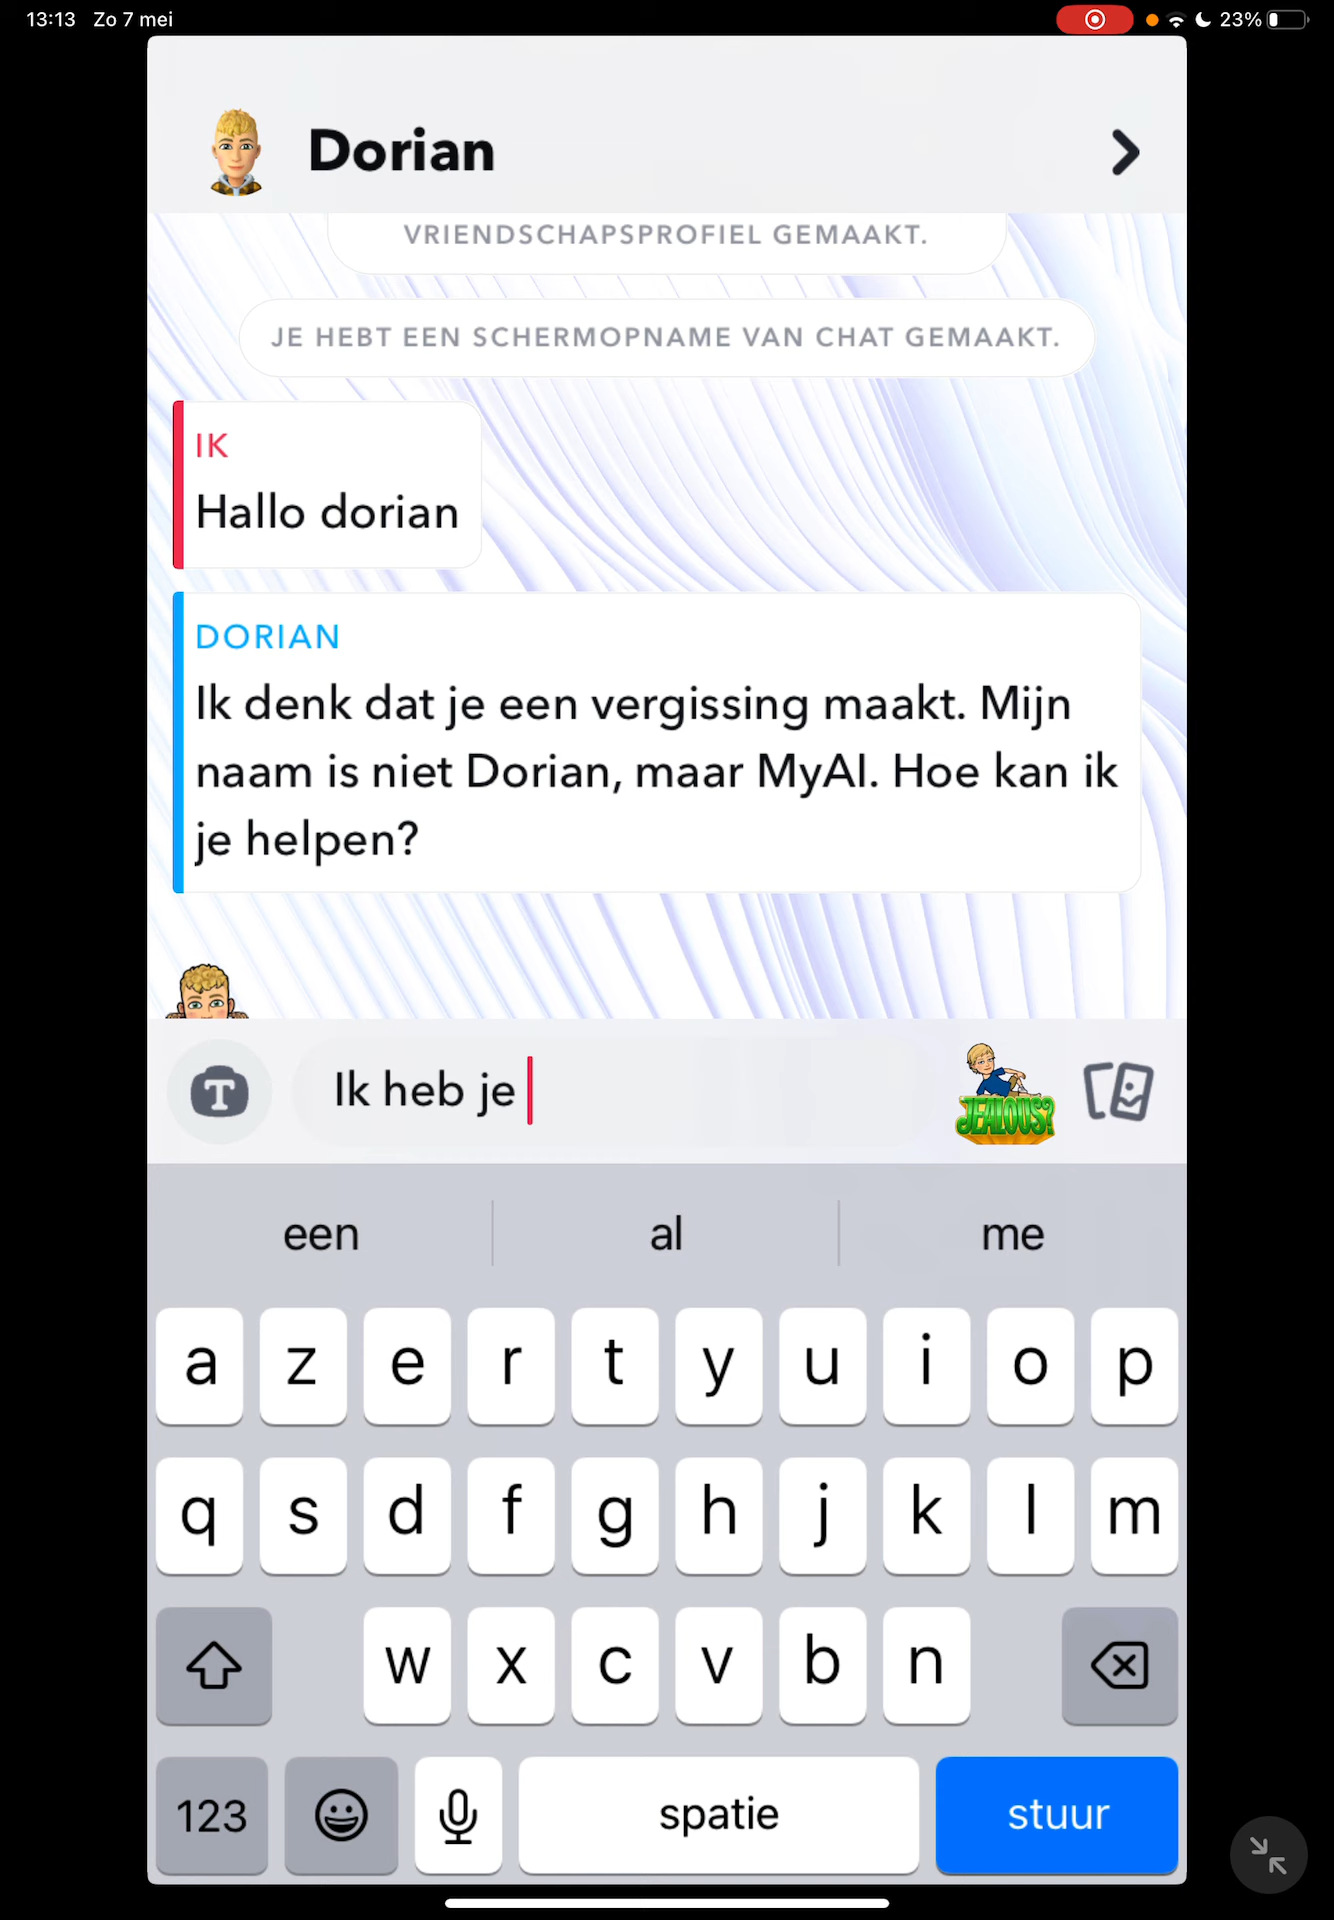 13:13 Zo 7 mei 23%
Dorian
VRIENDSCHAPSPROFIEL GEMAAKT.
JE HEBT EEN SCHERMOPNAME VAN CHAT GEMAAKT.
IK
Hallo dorian
DORIAN
Ik denk dat je een vergissing maakt. Mijn
naam is niet Dorian, maar MyAI. Hoe kan ik
je helpen?
T
Ik heb je
JEALOUS?
een al me
a z e r t y u i o p
q s d f g h j k l m
w x c v b n
123 spatie stuur